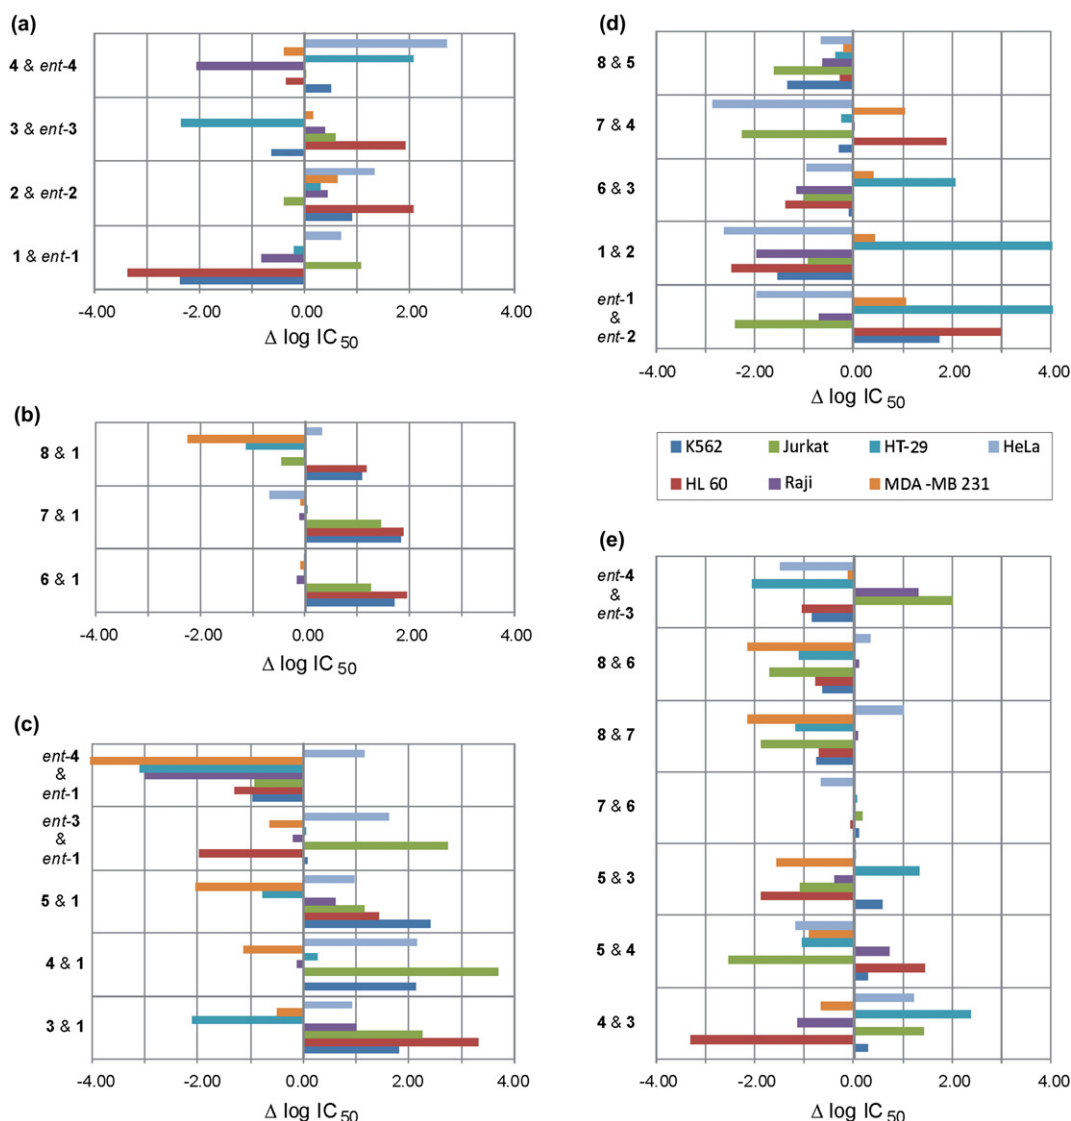 (a)
4 & ent-4
3 & ent-3
2 & ent-2
1 & ent-1
-4.00 -2.00 0.00 2.00 4.00
Δ log IC 50
(b)
8 & 1
7 & 1
6 & 1
-4.00 -2.00 0.00 2.00 4.00
Δ log IC 50
(c)
ent-4
&
ent-1
ent-3
&
ent-1
5 & 1
4 & 1
3 & 1
-4.00 -2.00 0.00 2.00 4.00
Δ log IC 50
(d)
8 & 5
7 & 4
6 & 3
1 & 2
ent-1
&
ent-2
-4.00 -2.00 0.00 2.00 4.00
Δ log IC 50
K562 Jurkat HT-29 HeLa
HL 60 Raji MDA -MB 231
(e)
ent-4
&
ent-3
8 & 6
8 & 7
7 & 6
5 & 3
5 & 4
4 & 3
-4.00 -2.00 0.00 2.00 4.00
Δ log IC 50